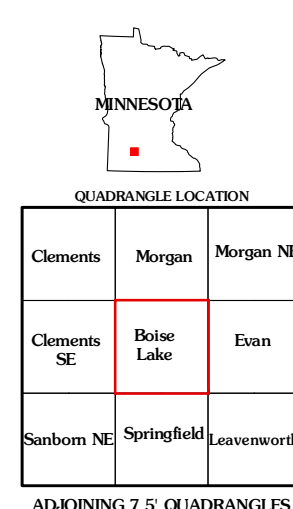 MINNESOTA
QUADRANGLE LOCATION
Clements Morgan Morgan NE
Clements SE Boise Lake Evan
Sanborn NE Springfield Leavenworth
ADJOINING 7.5' QUADRANGLES